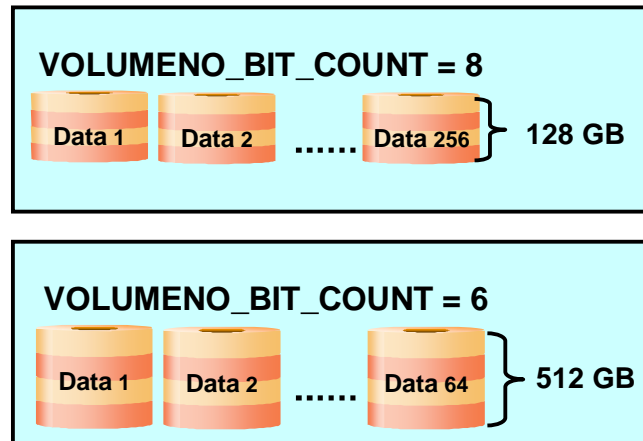 VOLUMENO_BIT_COUNT = 8
Data 1 Data 2 ...... Data 256 128 GB
VOLUMENO_BIT_COUNT = 6
Data 1 Data 2 ...... Data 64 512 GB